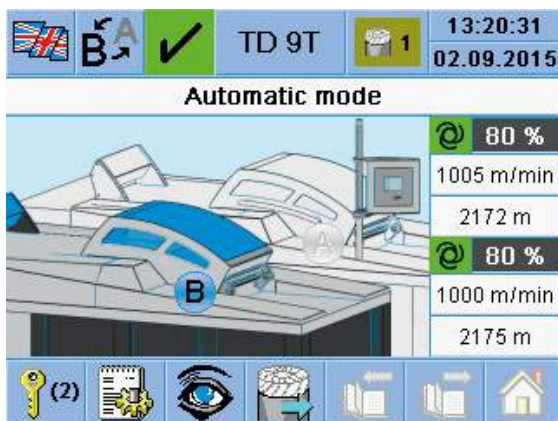 B A
TD 9T
1
13:20:31
02.09.2015
Automatic mode
80 %
1005 m/min
2172 m
A
B
80 %
1000 m/min
2175 m
(2)